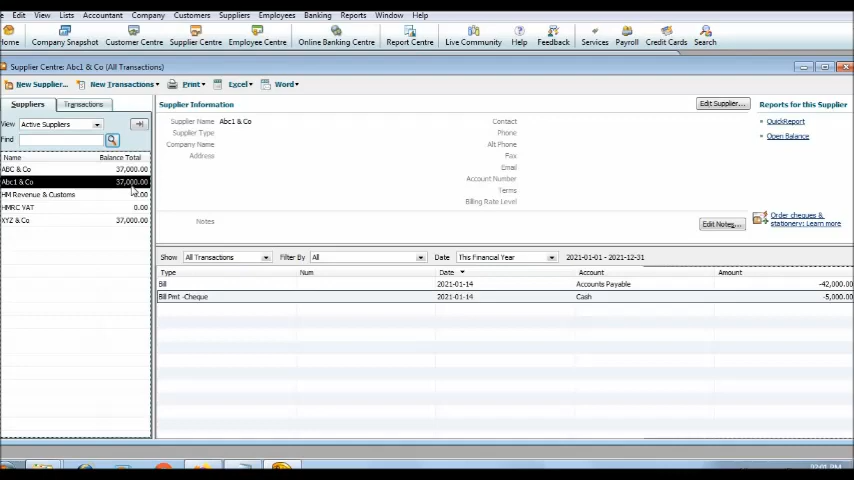 Edit View Lists Accountant Company Customers Suppliers Employees Banking Reports Window Help
Home Company Snapshot Customer Centre Supplier Centre Employee Centre Online Banking Centre Report Centre Live Community Help Feedback Services Payroll Credit Cards Search
Supplier Centre: Abc1 & Co (All Transactions)
New Supplier... New Transactions Print Excel Word
Suppliers Transactions
View Active Suppliers
Find
Name Balance Total
ABC & Co 37,000.00
Abc1 & Co 37,000.00
HM Revenue & Customs 0.00
HMRC VAT 0.00
XYZ & Co 37,000.00
Supplier Information Edit Supplier...
Supplier Name Abc1 & Co
Supplier Type
Company Name
Address
Contact
Phone
Alt Phone
Fax
Email
Account Number
Terms
Billing Rate Level
Notes Edit Notes...
Reports for this Supplier
QuickReport
Open Balance
Order cheques &
stationery: Learn more
Show All Transactions Filter By All Date This Financial Year 2021-01-01 - 2021-12-31
Type Num Date Account Amount
Bill 2021-01-14 Accounts Payable -42,000.00
Bill Pmt -Cheque 2021-01-14 Cash -5,000.00
02:01 PM